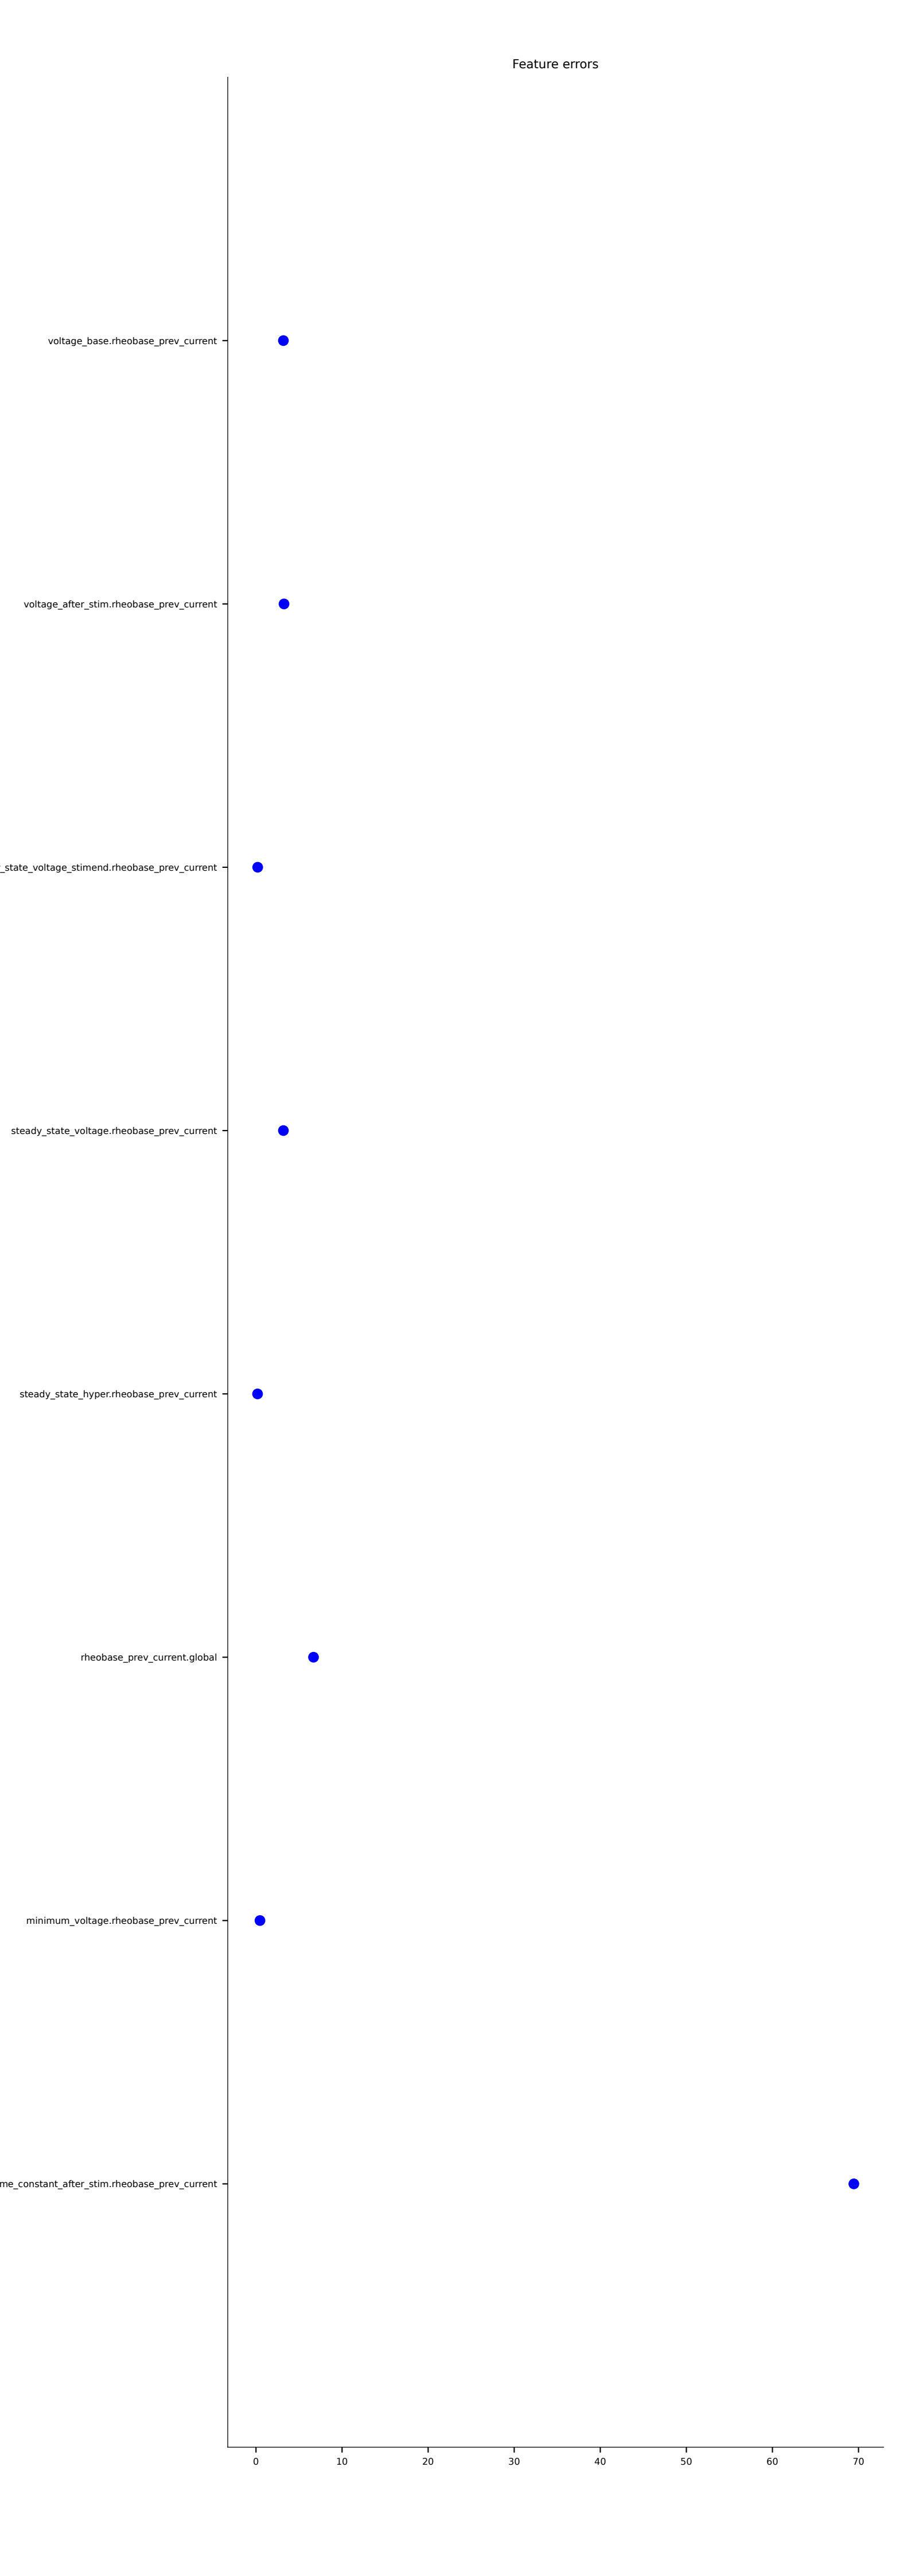 Feature errors
voltage_base.rheobase_prev_current
voltage_after_stim.rheobase_prev_current
_state_voltage_stimend.rheobase_prev_current
steady_state_voltage.rheobase_prev_current
steady_state_hyper.rheobase_prev_current
rheobase_prev_current.global
minimum_voltage.rheobase_prev_current
me_constant_after_stim.rheobase_prev_current
0 10 20 30 40 50 60 70